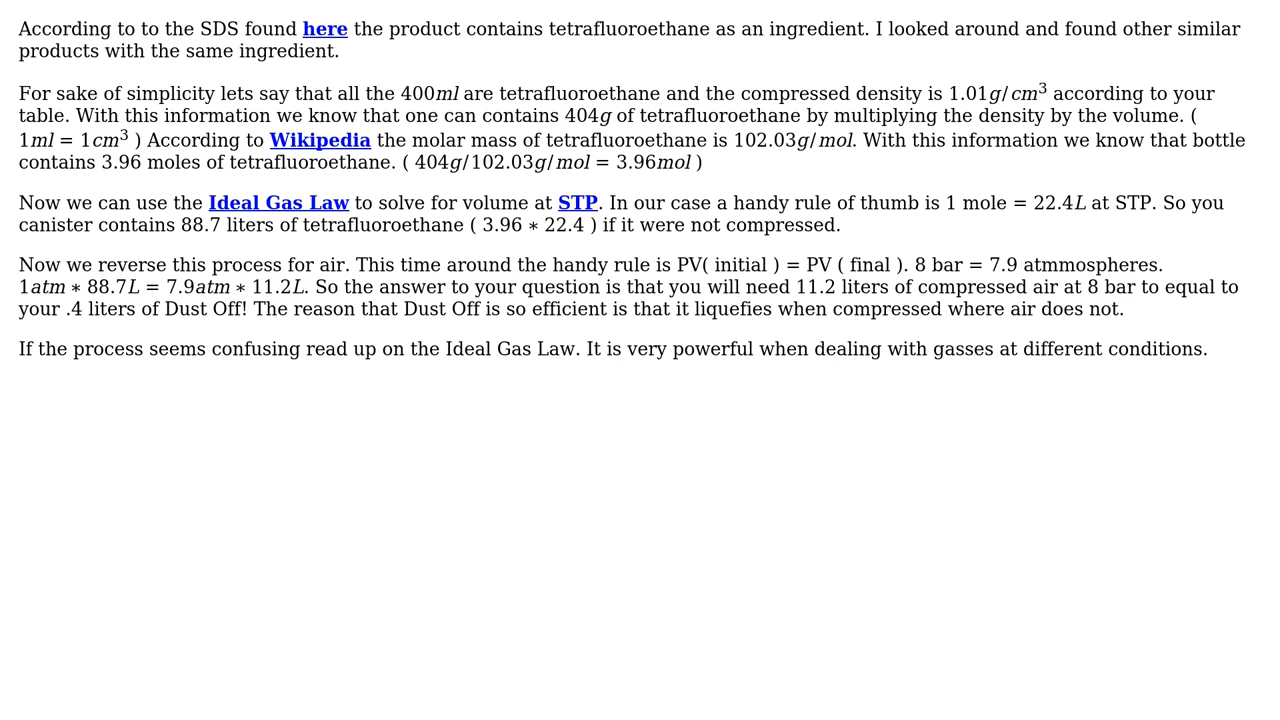 According to to the SDS found here the product contains tetrafluoroethane as an ingredient. I looked around and found other similar
products with the same ingredient.
For sake of simplicity lets say that all the 400ml are tetrafluoroethane and the compressed density is 1.01g/cm³ according to your
table. With this information we know that one can contains 404g of tetrafluoroethane by multiplying the density by the volume. (
1ml = 1cm³ ) According to Wikipedia the molar mass of tetrafluoroethane is 102.03g/mol. With this information we know that bottle
contains 3.96 moles of tetrafluoroethane. ( 404g/102.03g/mol = 3.96mol )
Now we can use the Ideal Gas Law to solve for volume at STP. In our case a handy rule of thumb is 1 mole = 22.4L at STP. So you
canister contains 88.7 liters of tetrafluoroethane ( 3.96 ∗ 22.4 ) if it were not compressed.
Now we reverse this process for air. This time around the handy rule is PV( initial ) = PV ( final ). 8 bar = 7.9 atmmospheres.
1atm ∗ 88.7L = 7.9atm ∗ 11.2L. So the answer to your question is that you will need 11.2 liters of compressed air at 8 bar to equal to
your .4 liters of Dust Off! The reason that Dust Off is so efficient is that it liquefies when compressed where air does not.
If the process seems confusing read up on the Ideal Gas Law. It is very powerful when dealing with gasses at different conditions.